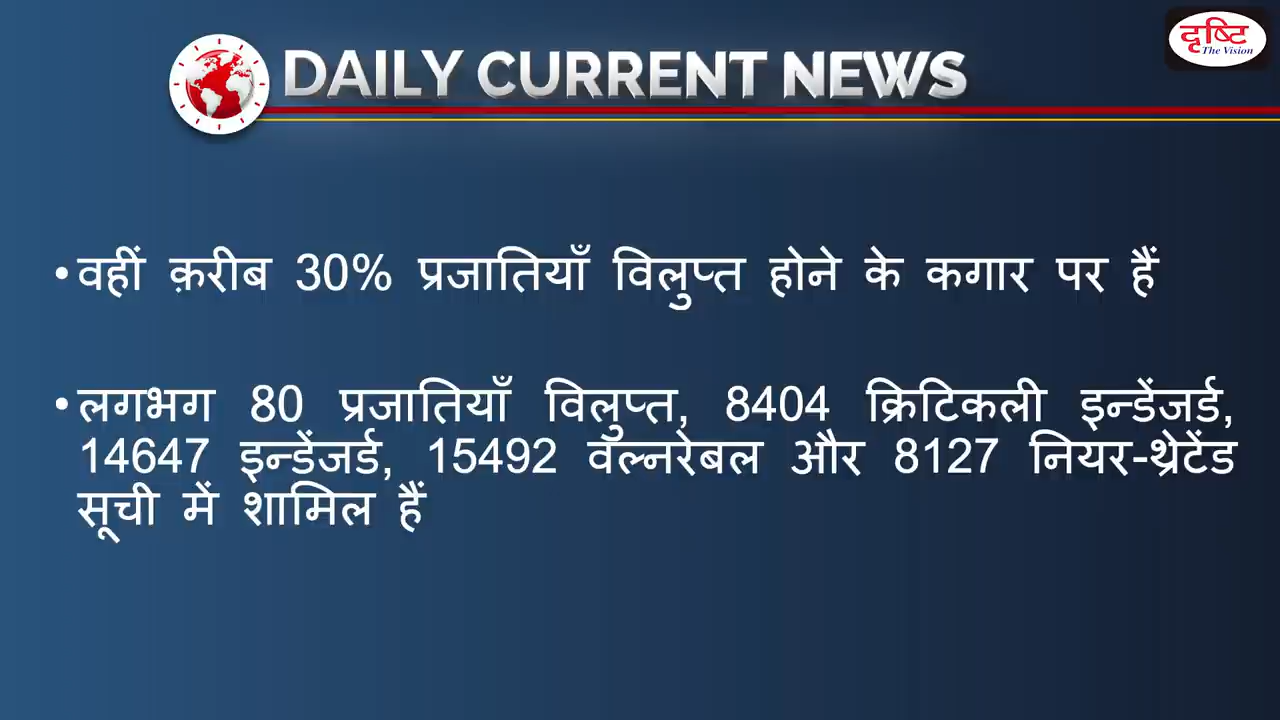 DAILY CURRENT NEWS
दृष्टि
The Vision
• वहीं क़रीब 30% प्रजातियाँ विलुप्त होने के कगार पर हैं
• लगभग 80 प्रजातियाँ विलुप्त, 8404 क्रिटिकली इन्डेंजर्ड,
14647 इन्डेंजर्ड, 15492 वल्नरेबल और 8127 नियर-थ्रेटेंड
सूची में शामिल हैं